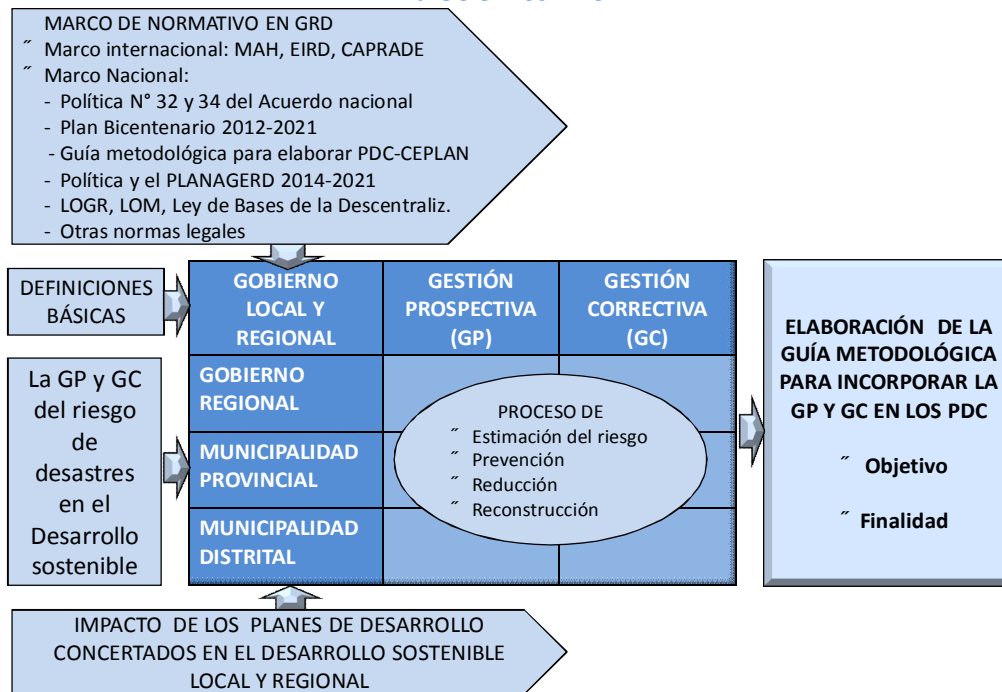 MARCO DE NORMATIVO EN GRD
˝ Marco internacional: MAH, EIRD, CAPRADE
˝ Marco Nacional:
- Política N° 32 y 34 del Acuerdo nacional
- Plan Bicentenario 2012-2021
- Guía metodológica para elaborar PDC-CEPLAN
- Política y el PLANAGERD 2014-2021
- LOGR, LOM, Ley de Bases de la Descentraliz.
- Otras normas legales
DEFINICIONES
BÁSICAS
La GP y GC
del riesgo
de
desastres
en el
Desarrollo
sostenible
GOBIERNO
LOCAL Y
REGIONAL
GESTIÓN
PROSPECTIVA
(GP)
GESTIÓN
CORRECTIVA
(GC)
GOBIERNO
REGIONAL
MUNICIPALIDAD
PROVINCIAL
MUNICIPALIDAD
DISTRITAL
PROCESO DE
˝ Estimación del riesgo
˝ Prevención
˝ Reducción
˝ Reconstrucción
ELABORACIÓN DE LA
GUÍA METODOLÓGICA
PARA INCORPORAR LA
GP Y GC EN LOS PDC
˝ Objetivo
˝ Finalidad
IMPACTO DE LOS PLANES DE DESARROLLO
CONCERTADOS EN EL DESARROLLO SOSTENIBLE
LOCAL Y REGIONAL